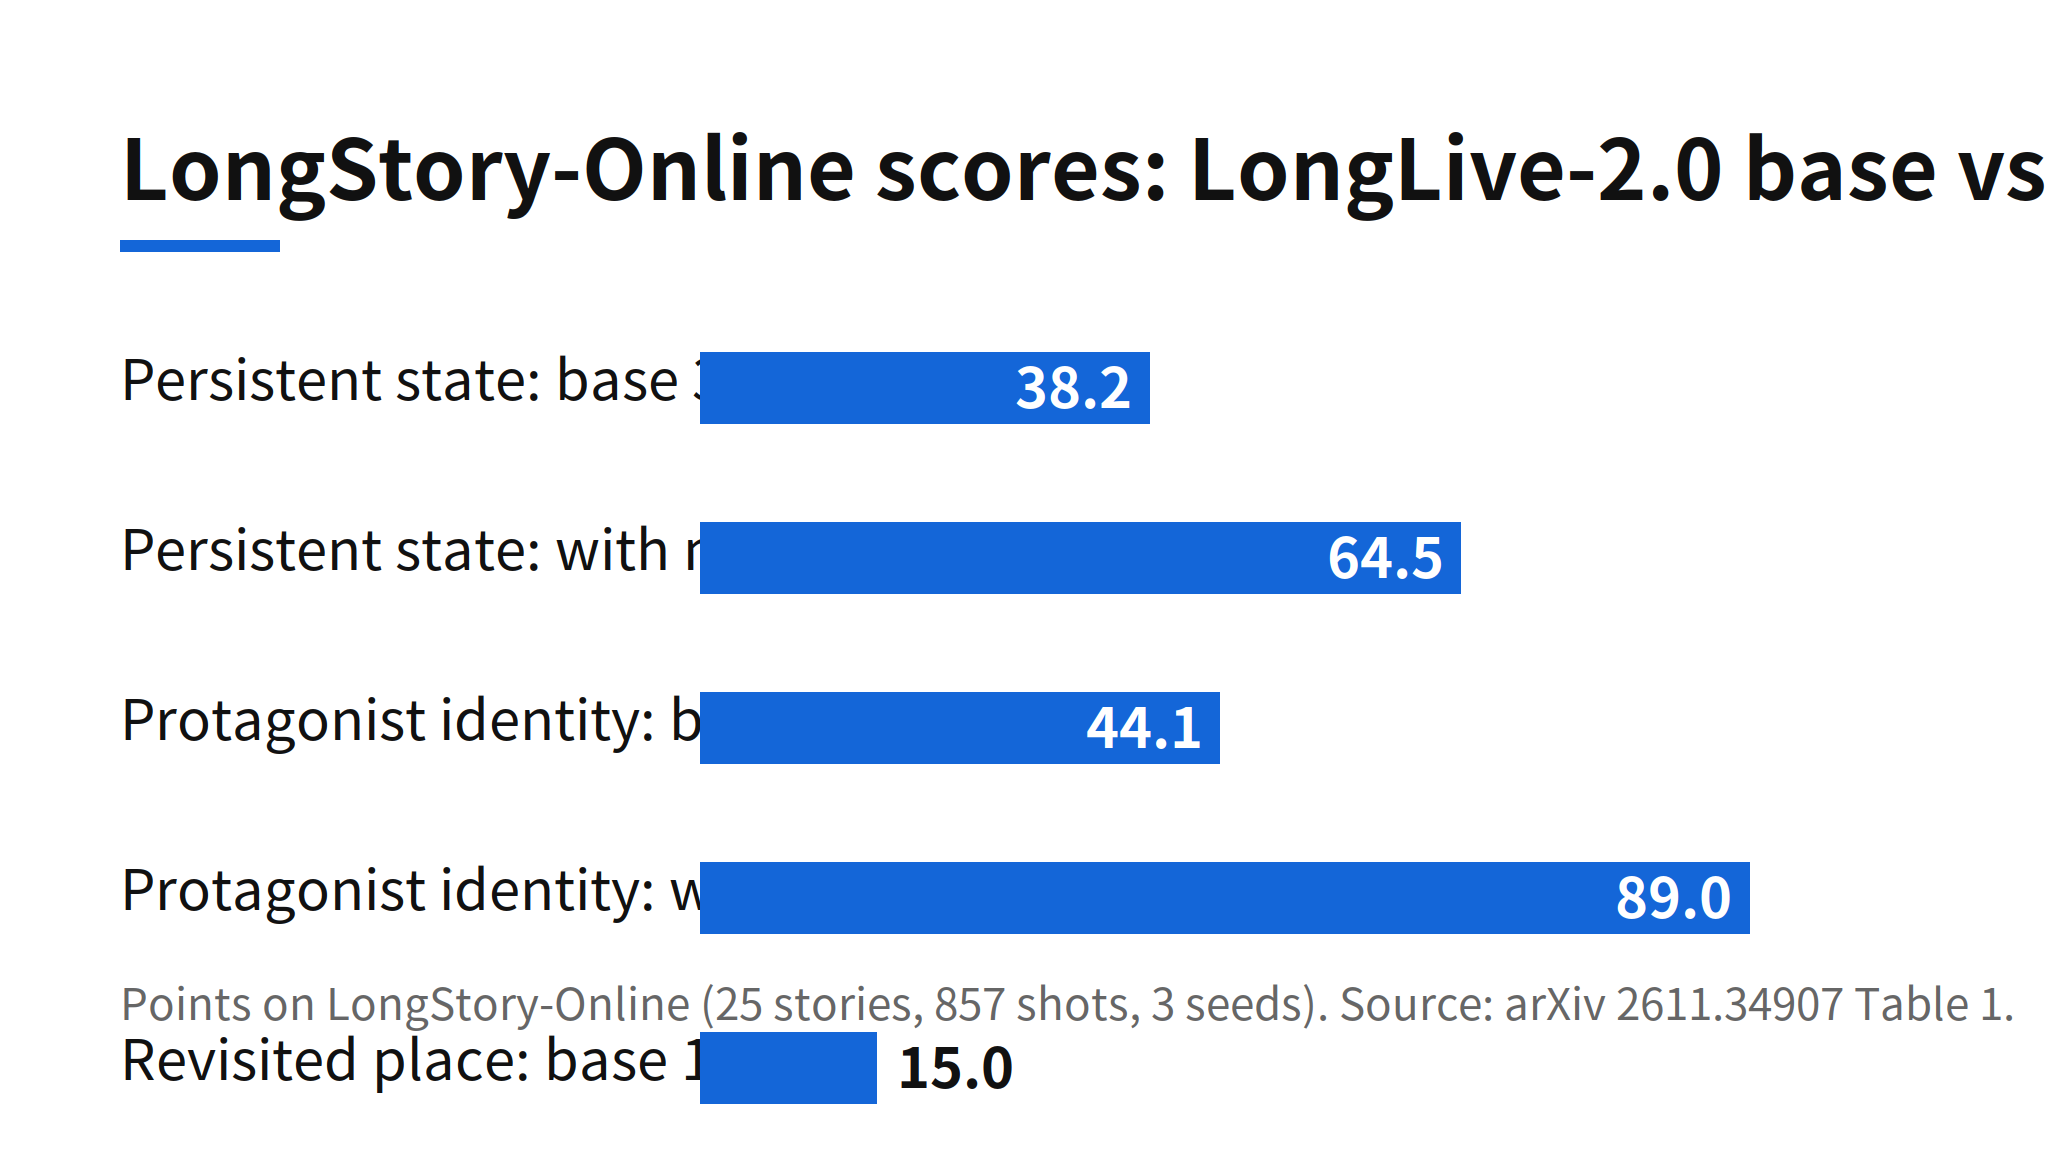 LongStory-Online scores: LongLive-2.0 base vs
Persistent state: base
38.2
Persistent state: with
64.5
Protagonist identity:
44.1
Protagonist identity:
89.0
Points on LongStory-Online (25 stories, 857 shots, 3 seeds). Source: arXiv 2611.34907 Table 1.
Revisited place: base
15.0